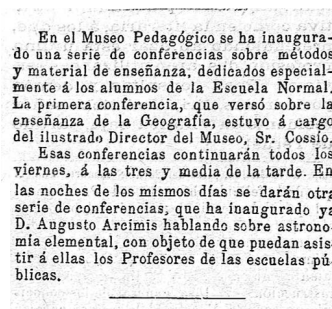 En el Museo Pedagógico se ha inaugura-
do una serie de conferencias sobre métodos
y material de enseñanza, dedicados especial-
mente á los alumnos de la Escuela Normal.
La primera conferencia, que versó sobre la
enseñanza de la Geografía, estuvo á cargo
del ilustrado Director del Museo, Sr. Cossío.
Esas conferencias continuarán todos los
viernes, á las tres y media de la tarde. En
las noches de los mismos días se darán otra
serie de conferencias, que ha inaugurado ya
D. Augusto Arcimis hablando sobre astrono-
mía elemental, con objeto de que puedan asis-
tir á ellas los Profesores de las escuelas pú-
blicas.